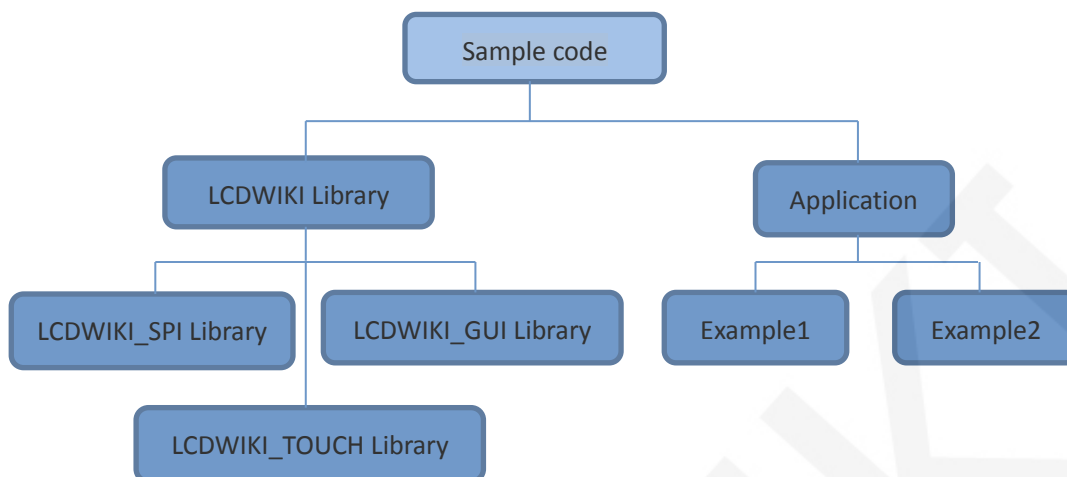 Sample code
LCDWIKI Library
Application
LCDWIKI_SPI Library
LCDWIKI_GUI Library
Example1
Example2
LCDWIKI_TOUCH Library